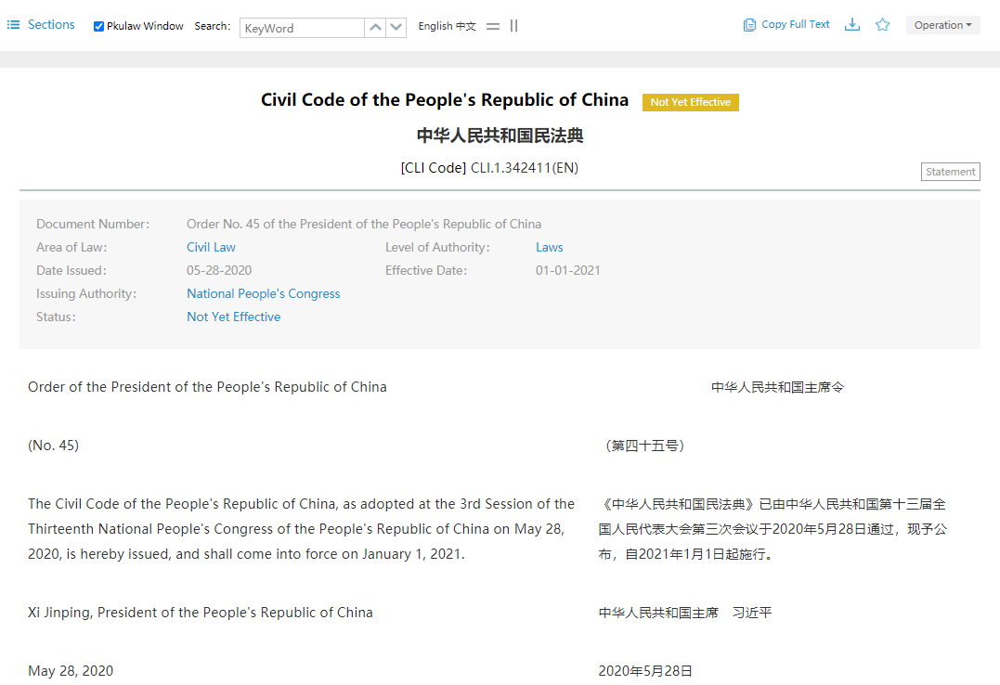 Sections Pkulaw Window Search: KeyWord English 中文 Copy Full Text Operation
Civil Code of the People's Republic of China Not Yet Effective
中华人民共和国民法典
[CLI Code] CLI.1.342411(EN)
Statement
Document Number: Order No. 45 of the President of the People's Republic of China
Area of Law: Civil Law Level of Authority: Laws
Date Issued: 05-28-2020 Effective Date: 01-01-2021
Issuing Authority: National People's Congress
Status: Not Yet Effective
Order of the President of the People's Republic of China
(No. 45)
The Civil Code of the People's Republic of China, as adopted at the 3rd Session of the
Thirteenth National People's Congress of the People's Republic of China on May 28,
2020, is hereby issued, and shall come into force on January 1, 2021.
Xi Jinping, President of the People's Republic of China
May 28, 2020
中华人民共和国主席令
（第四十五号）
《中华人民共和国民法典》已由中华人民共和国第十三届全
国人民代表大会第三次会议于2020年5月28日通过，现予公
布，自2021年1月1日起施行。
中华人民共和国主席　习近平
2020年5月28日